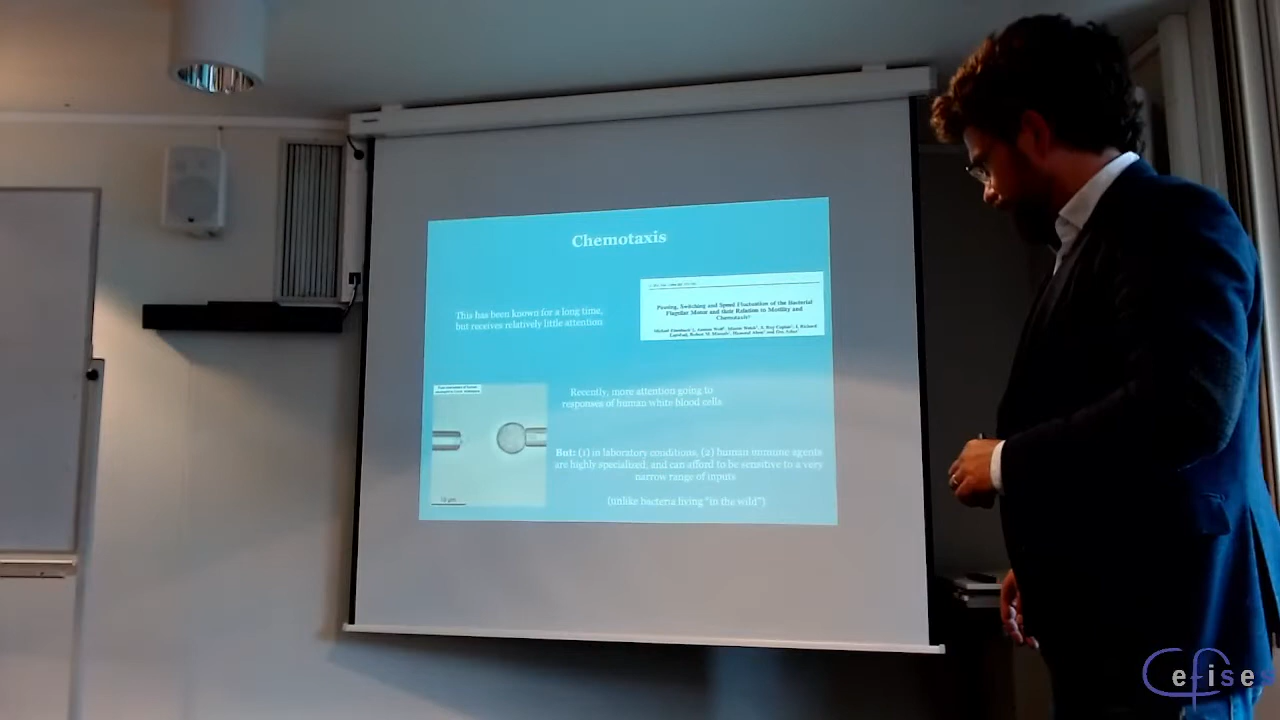 Chemotaxis
This has been known for a long time,
but receives relatively little attention
Pausing, Switching and Speed Fluctuation of the Bacterial
Flagellar Motor and their Relation to Motility and
Chemotaxis
Recently, more attention going to
responses of human white blood cells
But: (1) in laboratory conditions, (2) human immune agents
are highly specialised, and can afford to be sensitive to a very
narrow range of inputs
(unlike bacteria living "in the wild")
Cefises